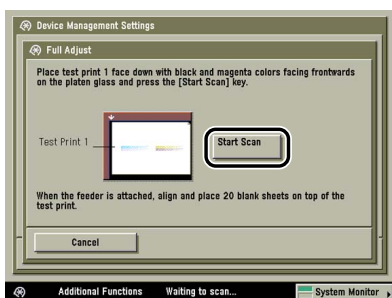 Device Management Settings
Full Adjust
Place test print 1 face down with black and magenta colors facing frontwards
on the platen glass and press the [Start Scan] key.
Test Print 1
Start Scan
When the feeder is attached, align and place 20 blank sheets on top of the
test print.
Cancel
Additional Functions Waiting to scan... System Monitor